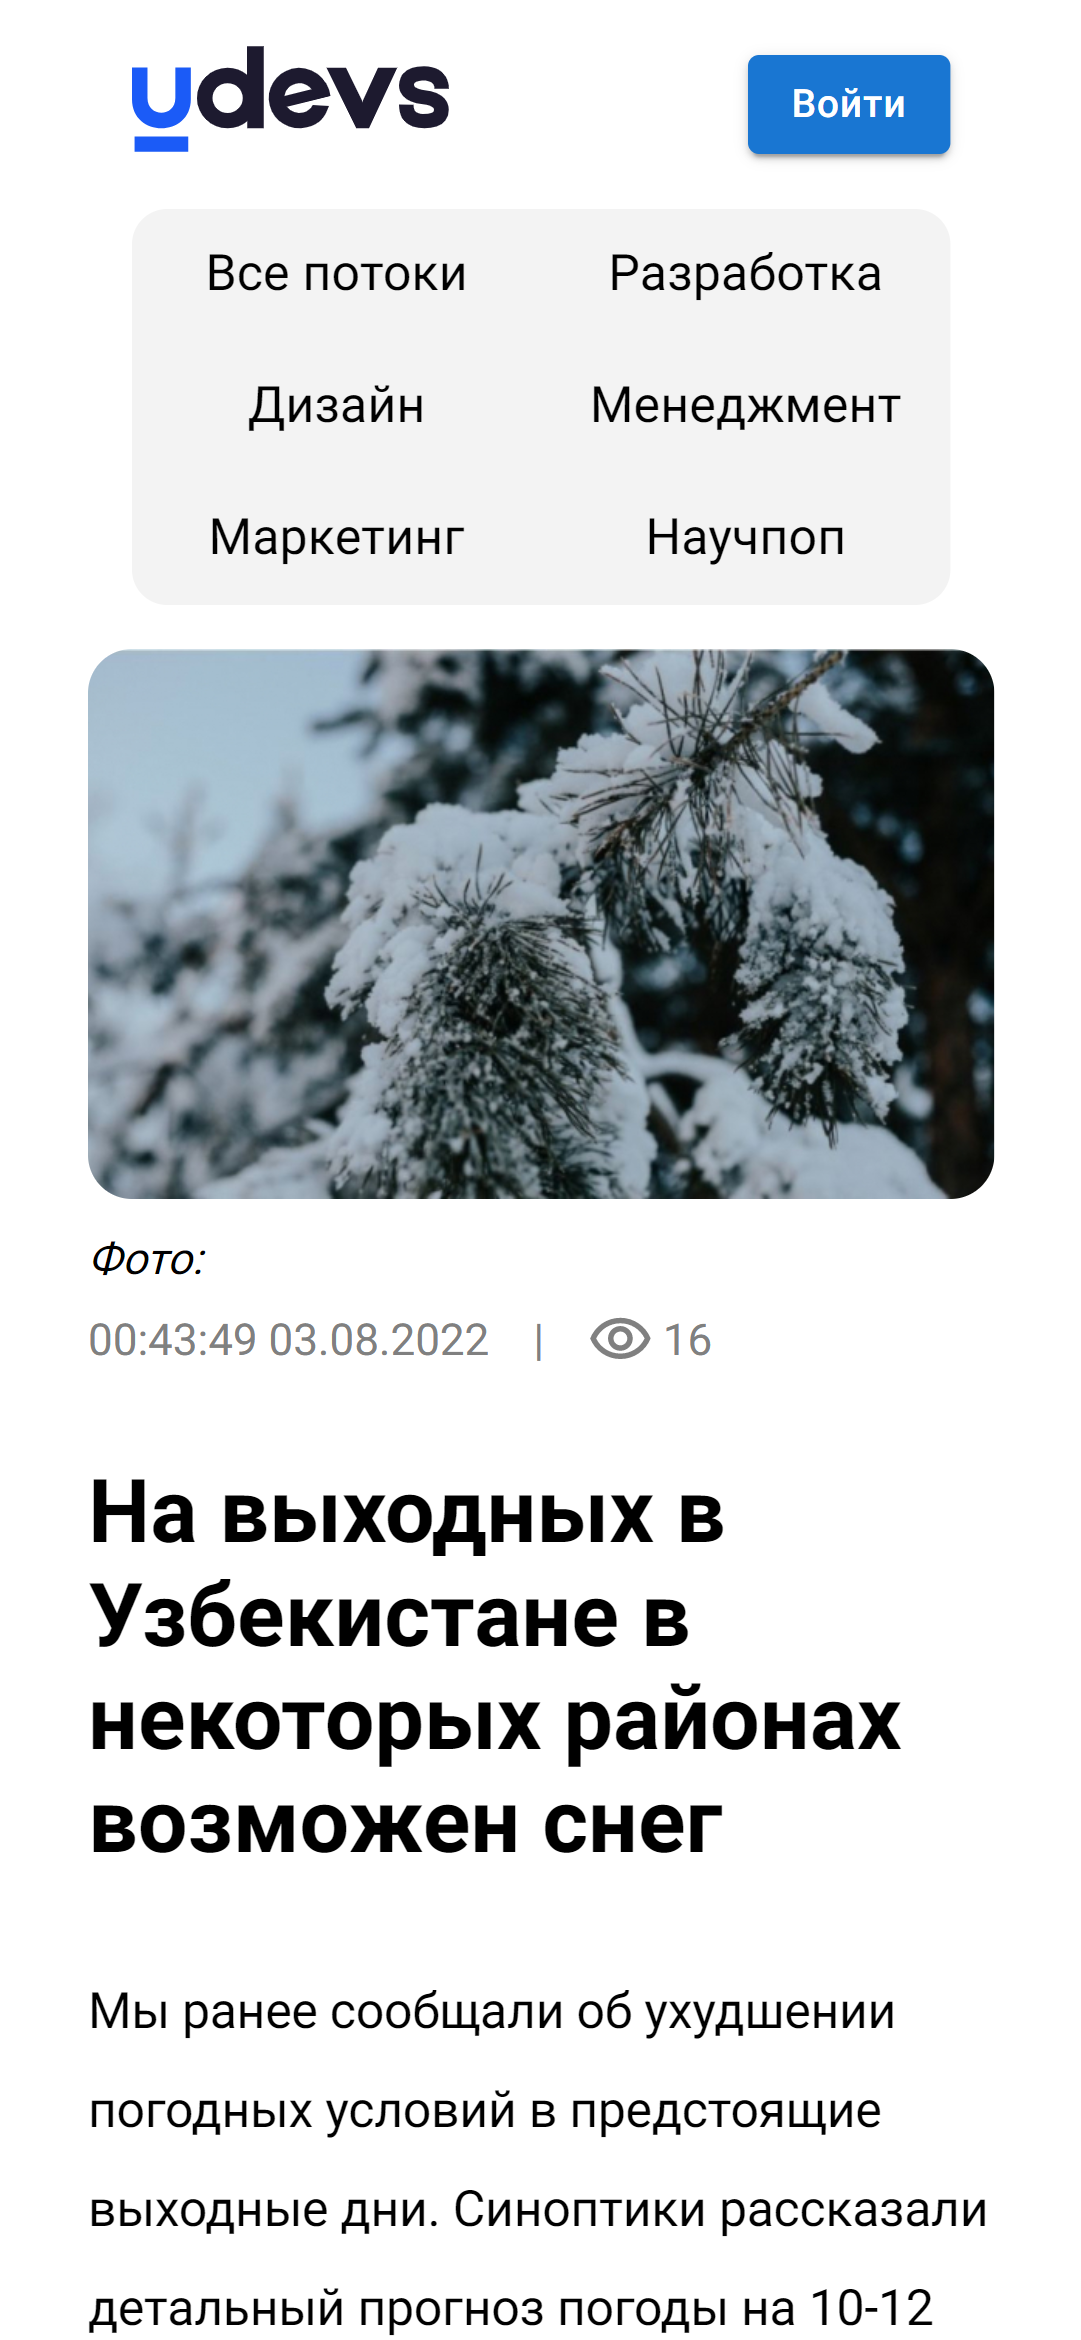 udevs
Войти
Все потоки
Разработка
Дизайн
Менеджмент
Маркетинг
Научпоп
Фото:
00:43:49 03.08.2022 | 16
На выходных в
Узбекистане в
некоторых районах
возможен снег
Мы ранее сообщали об ухудшении
погодных условий в предстоящие
выходные дни. Синоптики рассказали
детальный прогноз погоды на 10-12